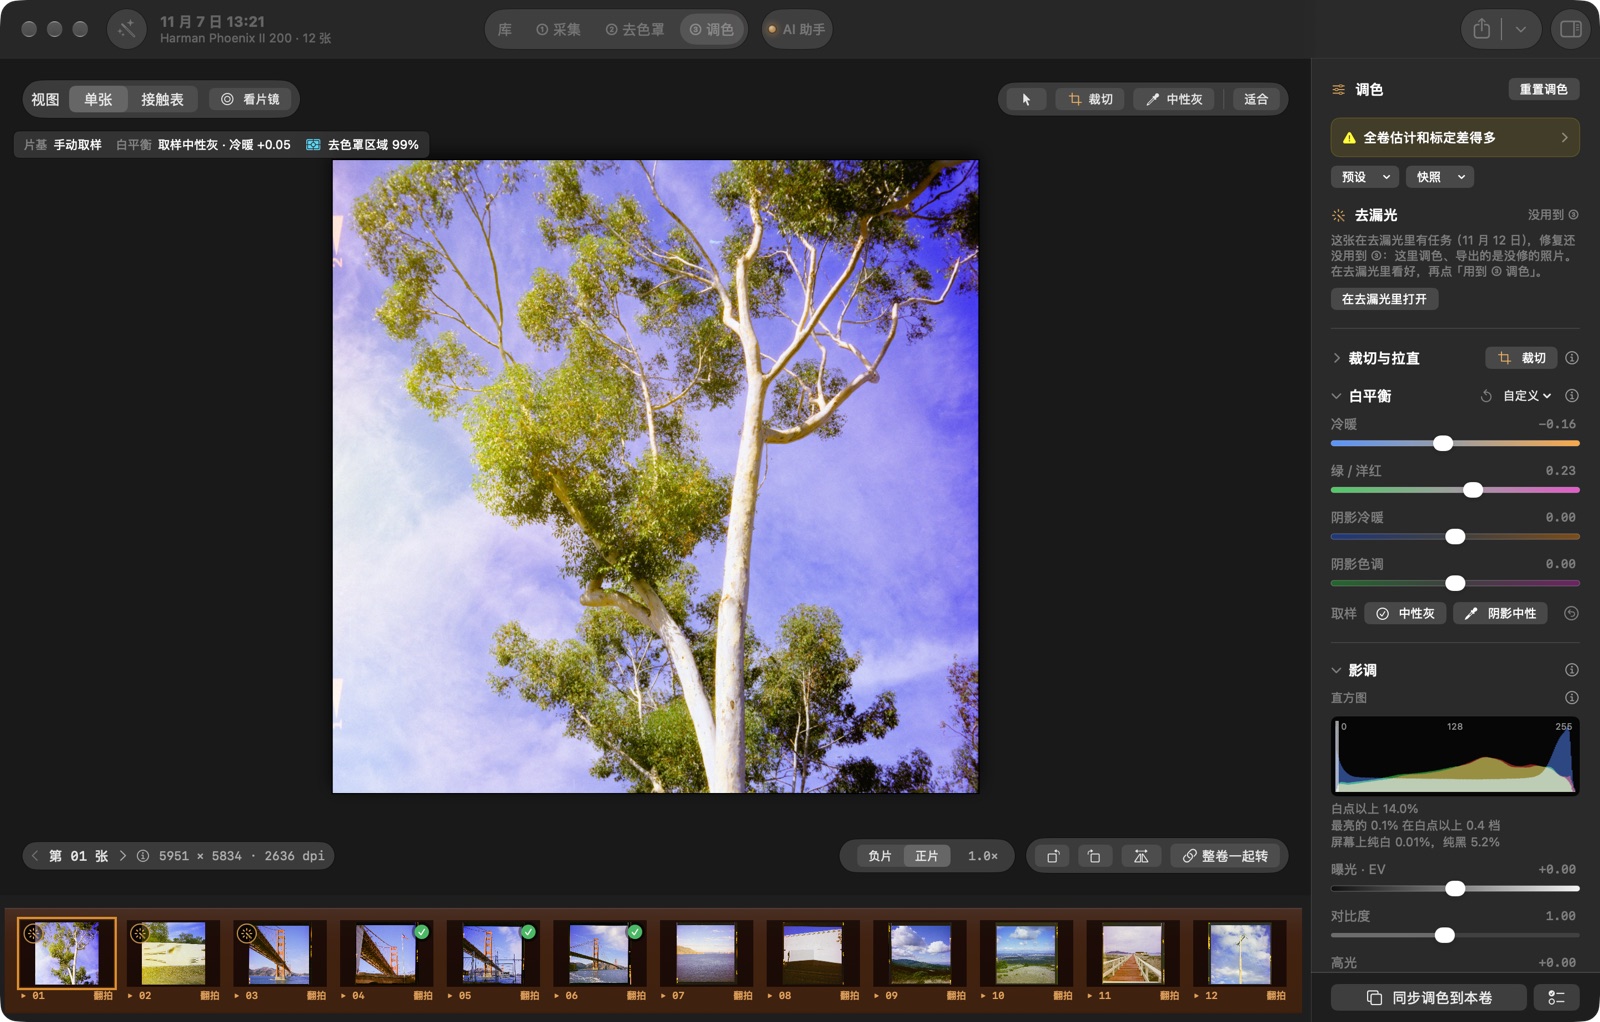 11 月 7 日 13:21
Harman Phoenix II 200 · 12 张
库
① 采集
② 去色罩
③ 调色
AI 助手
视图
单张
接触表
看片镜
裁切
中性灰
适合
片基 手动取样 白平衡 取样中性灰 · 冷暖 +0.05 去色罩区域 99%
调色
重置调色
全卷估计和标定差得多
预设
快照
去漏光
没用到 ③
这张在去漏光里有任务（11 月 12 日），修复还
没用到 ③：这里调色、导出的是没修的照片。
在去漏光里看好，再点「用到 ③ 调色」。
在去漏光里打开
裁切与拉直
裁切
白平衡
自定义
冷暖
−0.16
绿 / 洋红
0.23
阴影冷暖
0.00
阴影色调
0.00
取样
中性灰
阴影中性
影调
直方图
0
128
255
白点以上 14.0%
最亮的 0.1% 在白点以上 0.4 档
屏幕上纯白 0.01%，纯黑 5.2%
曝光 · EV
+0.00
对比度
1.00
高光
+0.00
同步调色到本卷
第 01 张
5951 × 5834 · 2636 dpi
负片
正片
1.0×
整卷一起转
01 翻拍
02 翻拍
03 翻拍
04 翻拍
05 翻拍
06 翻拍
07 翻拍
08 翻拍
09 翻拍
10 翻拍
11 翻拍
12 翻拍